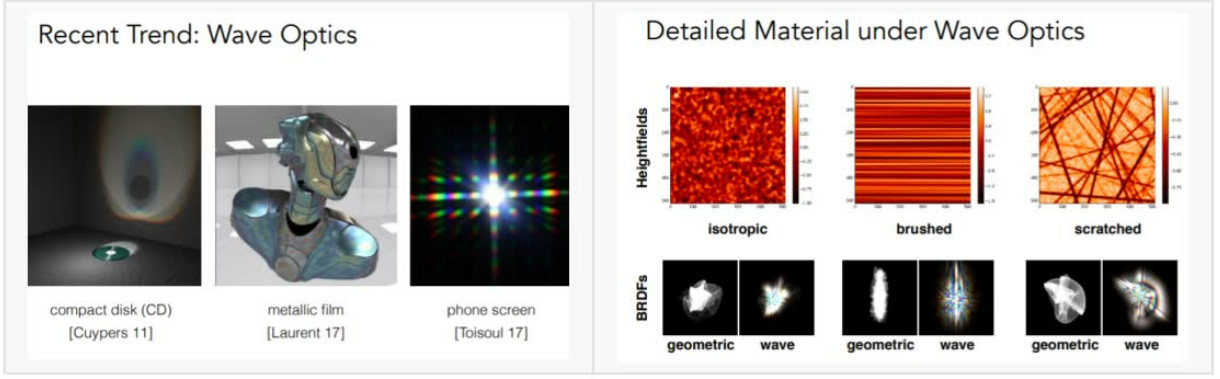 Recent Trend: Wave Optics
compact disk (CD)
[Cuypers 11]
metallic film
[Laurent 17]
phone screen
[Toisoul 17]
Detailed Material under Wave Optics
Heightfields
isotropic
brushed
scratched
BRDFs
geometric wave
geometric wave
geometric wave